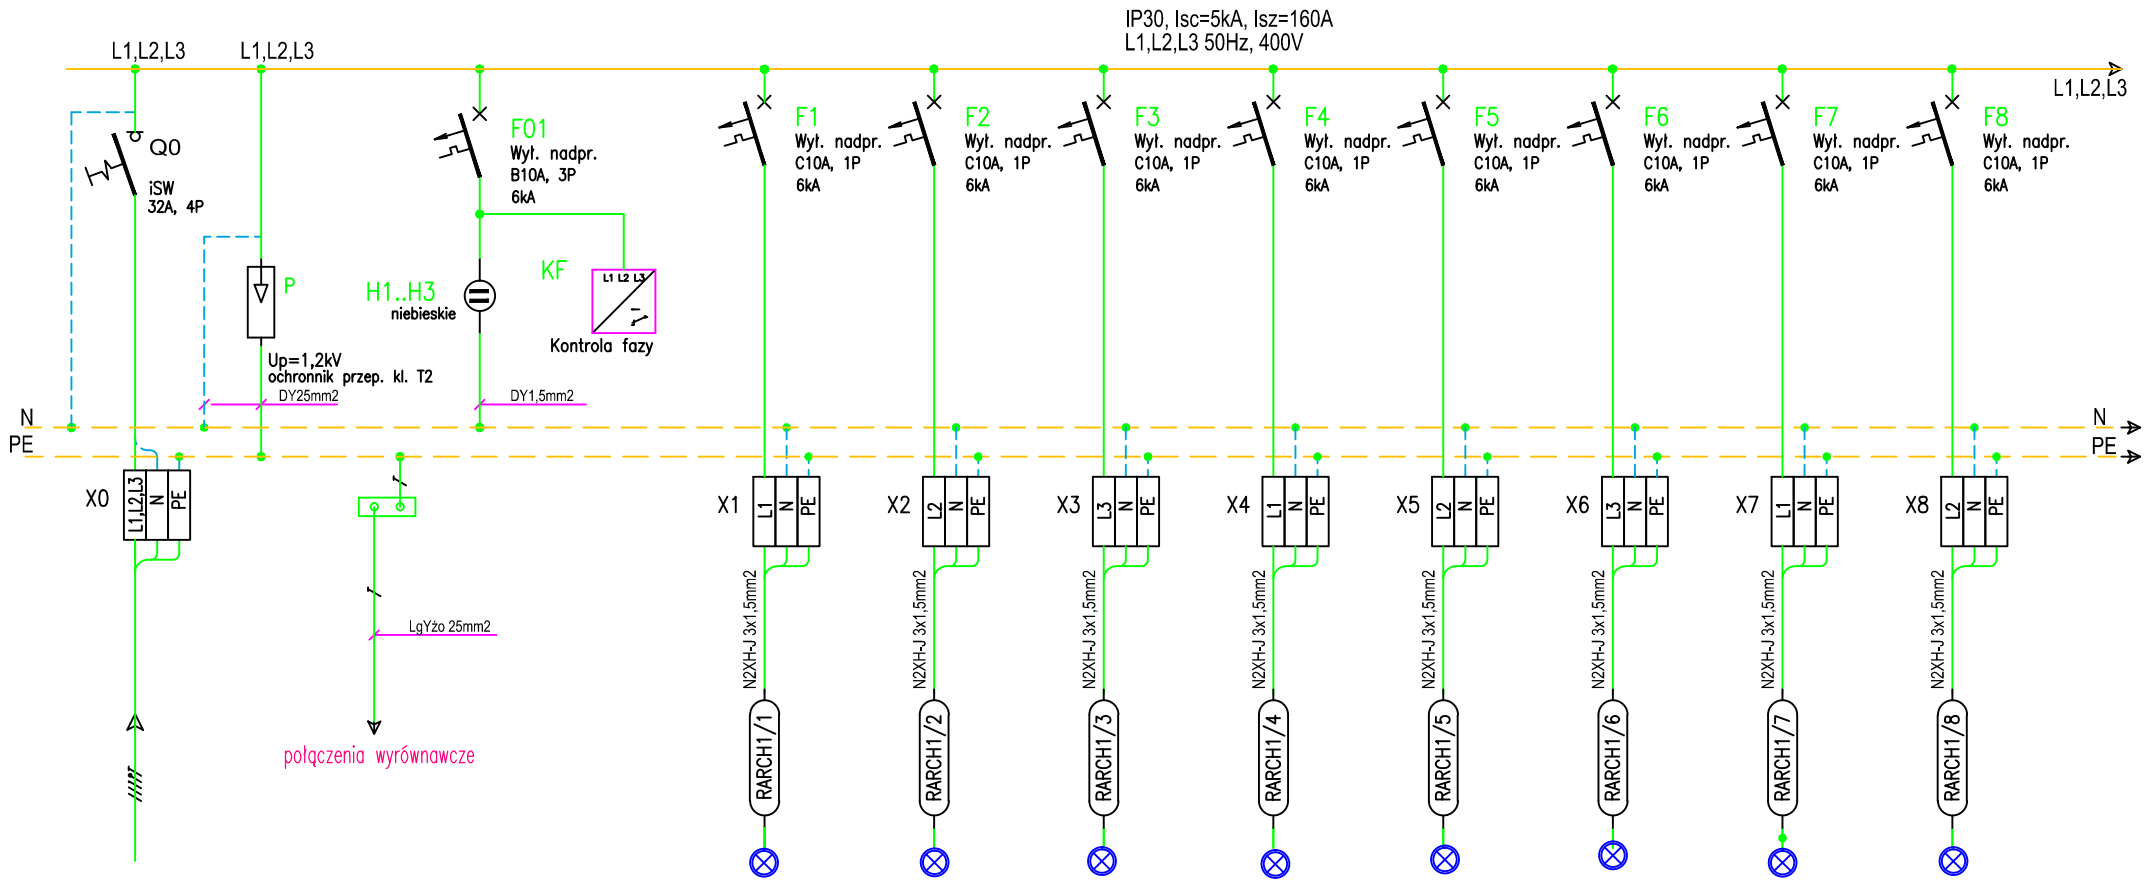 IP30, Isc=5kA, Isz=160A
L1,L2,L3 50Hz, 400V
L1,L2,L3
L1,L2,L3
L1,L2,L3
Q0
iSW
32A, 4P
F01
Wył. nadpr.
B10A, 3P
6kA
F1
Wył. nadpr.
C10A, 1P
6kA
F2
Wył. nadpr.
C10A, 1P
6kA
F3
Wył. nadpr.
C10A, 1P
6kA
F4
Wył. nadpr.
C10A, 1P
6kA
F5
Wył. nadpr.
C10A, 1P
6kA
F6
Wył. nadpr.
C10A, 1P
6kA
F7
Wył. nadpr.
C10A, 1P
6kA
F8
Wył. nadpr.
C10A, 1P
6kA
P
Up=1,2kV
ochronnik przep. kl. T2
DY25mm2
H1..H3
niebieskie
KF
L1 L2 L3
Kontrola fazy
DY1,5mm2
N
PE
N
PE
X0
L1,L2,L3
N
PE
X1
L1
N
PE
X2
L2
N
PE
X3
L3
N
PE
X4
L1
N
PE
X5
L2
N
PE
X6
L3
N
PE
X7
L1
N
PE
X8
L2
N
PE
LgYżo 25mm2
połączenia wyrównawcze
N2XH-J 3x1,5mm2
N2XH-J 3x1,5mm2
N2XH-J 3x1,5mm2
N2XH-J 3x1,5mm2
N2XH-J 3x1,5mm2
N2XH-J 3x1,5mm2
N2XH-J 3x1,5mm2
N2XH-J 3x1,5mm2
RARCH1/1
RARCH1/2
RARCH1/3
RARCH1/4
RARCH1/5
RARCH1/6
RARCH1/7
RARCH1/8